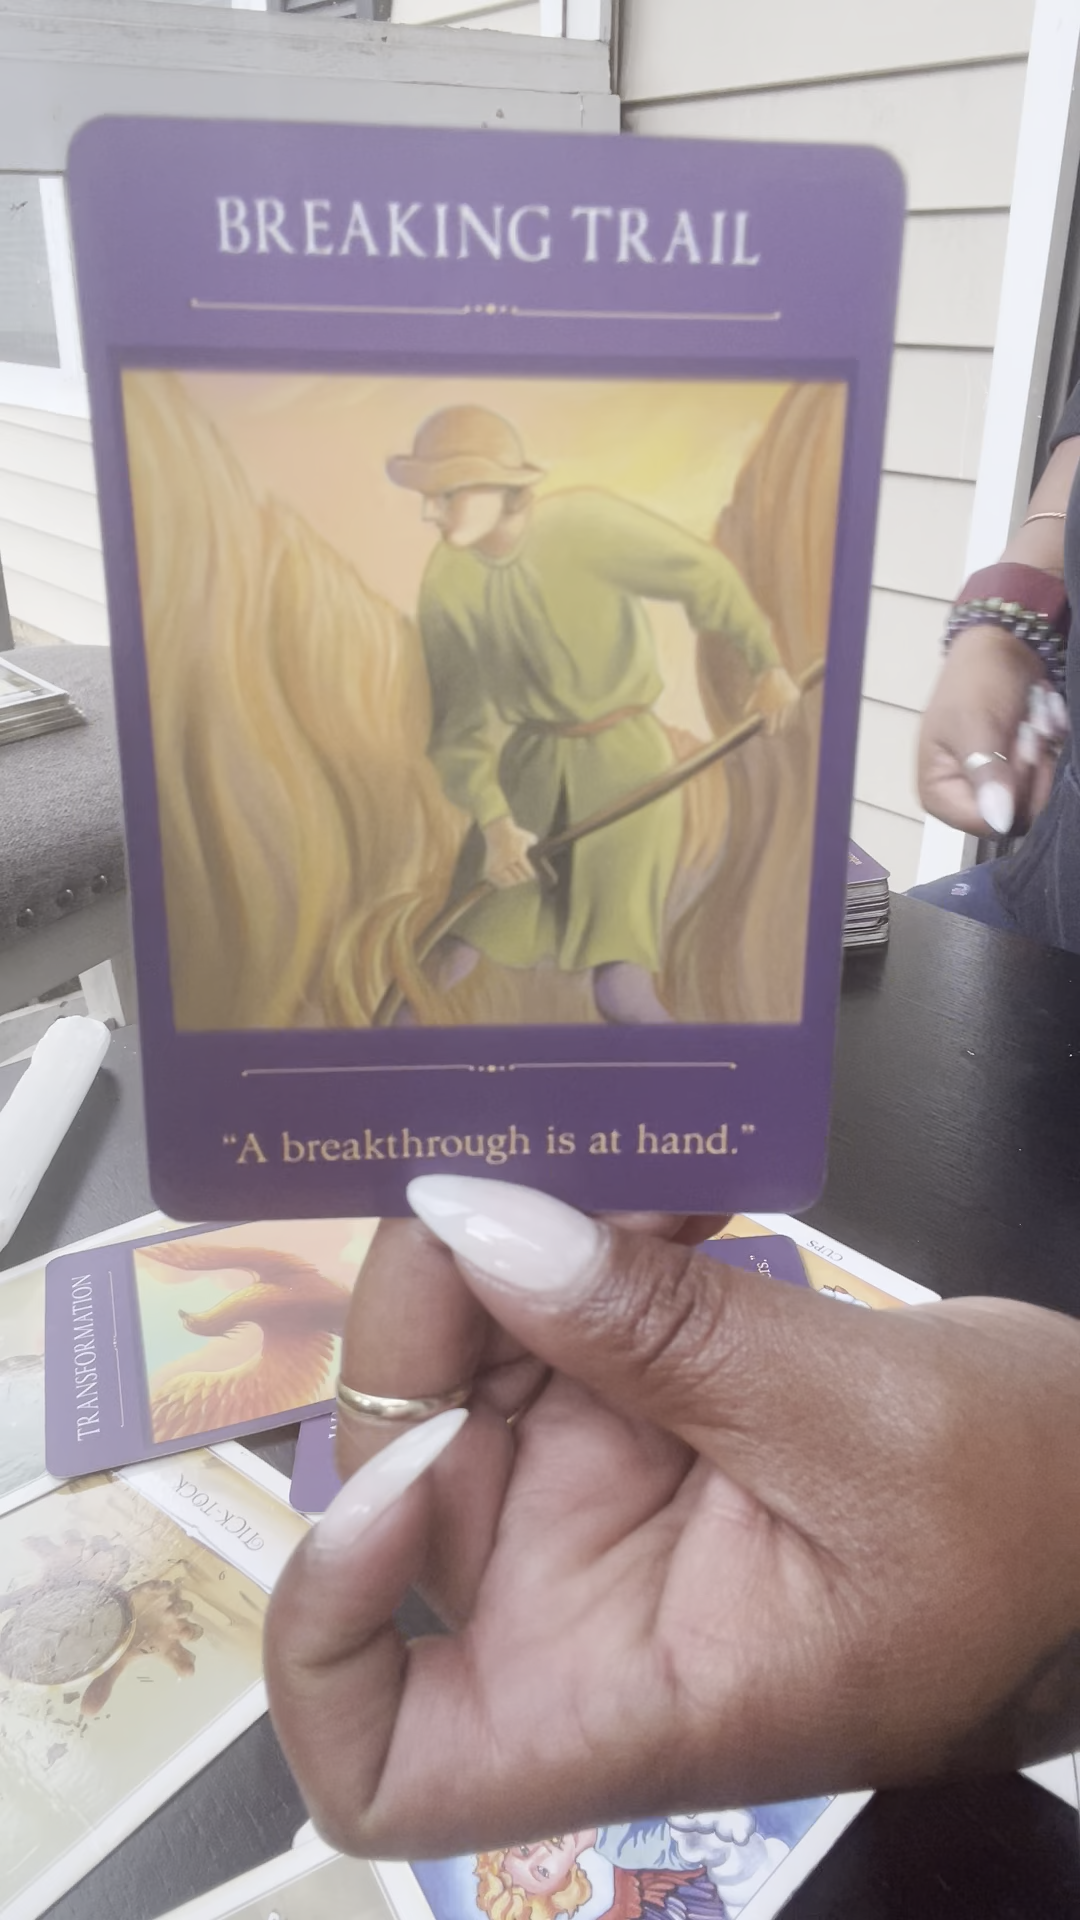 BREAKING TRAIL
“A breakthrough is at hand.”
CUPS
TRANSFORMATION
TICK-TOCK